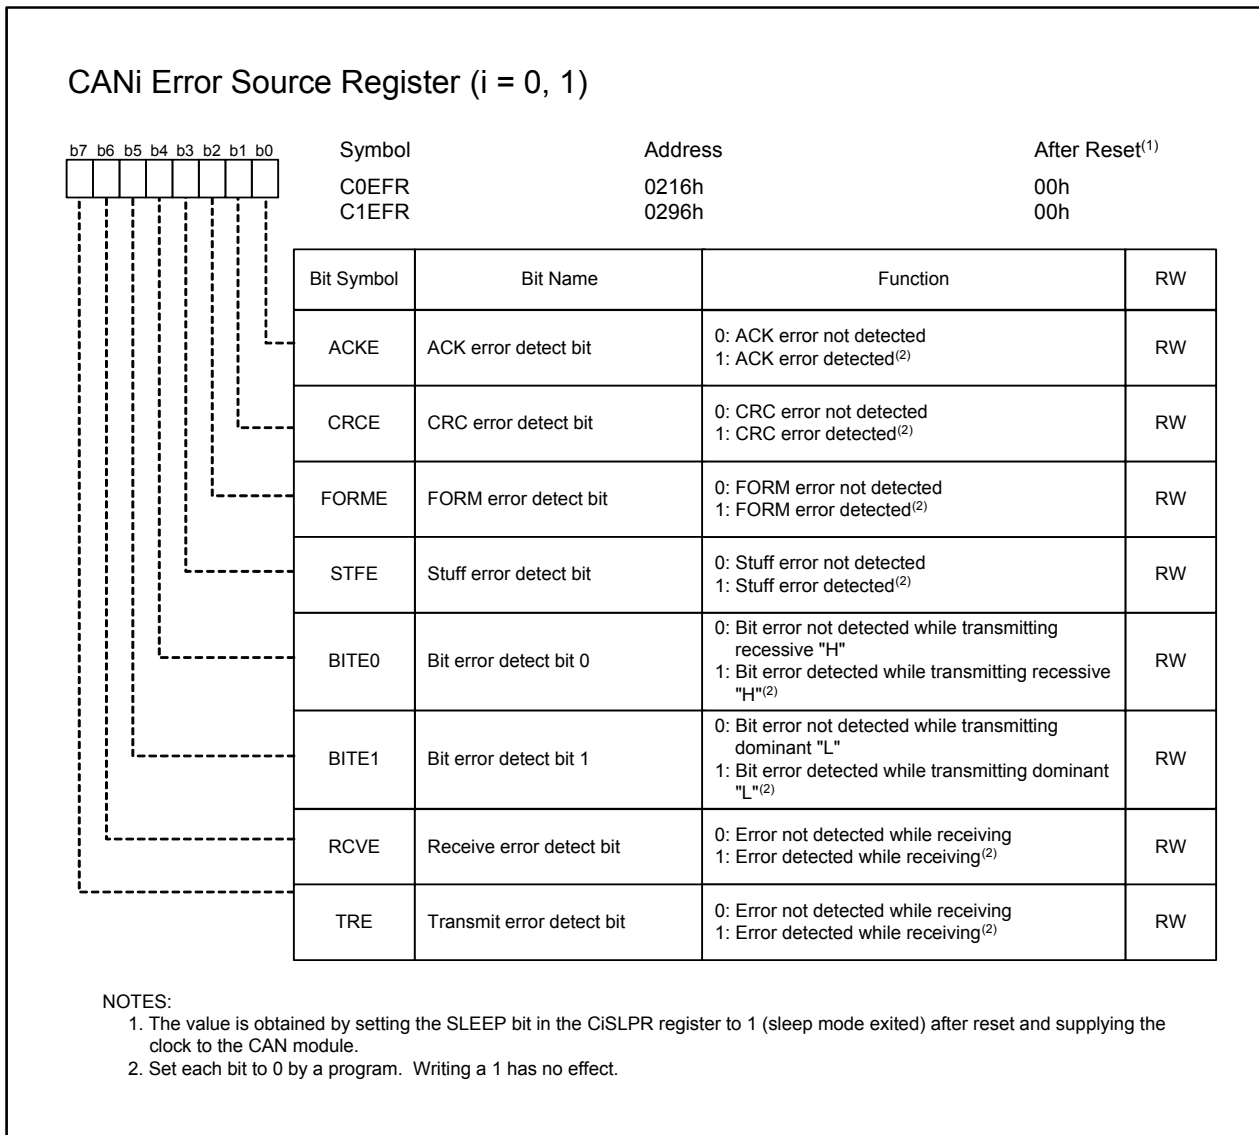 CANi Error Source Register (i = 0, 1)
b7 b6 b5 b4 b3 b2 b1 b0
Symbol Address After Reset(1)
C0EFR 0216h 00h
C1EFR 0296h 00h
Bit Symbol Bit Name Function RW
ACKE ACK error detect bit 0: ACK error not detected
1: ACK error detected(2) RW
CRCE CRC error detect bit 0: CRC error not detected
1: CRC error detected(2) RW
FORME FORM error detect bit 0: FORM error not detected
1: FORM error detected(2) RW
STFE Stuff error detect bit 0: Stuff error not detected
1: Stuff error detected(2) RW
BITE0 Bit error detect bit 0 0: Bit error not detected while transmitting
recessive "H"
1: Bit error detected while transmitting recessive
"H"(2) RW
BITE1 Bit error detect bit 1 0: Bit error not detected while transmitting
dominant "L"
1: Bit error detected while transmitting dominant
"L"(2) RW
RCVE Receive error detect bit 0: Error not detected while receiving
1: Error detected while receiving(2) RW
TRE Transmit error detect bit 0: Error not detected while receiving
1: Error detected while receiving(2) RW
NOTES:
1. The value is obtained by setting the SLEEP bit in the CiSLPR register to 1 (sleep mode exited) after reset and supplying the
clock to the CAN module.
2. Set each bit to 0 by a program. Writing a 1 has no effect.